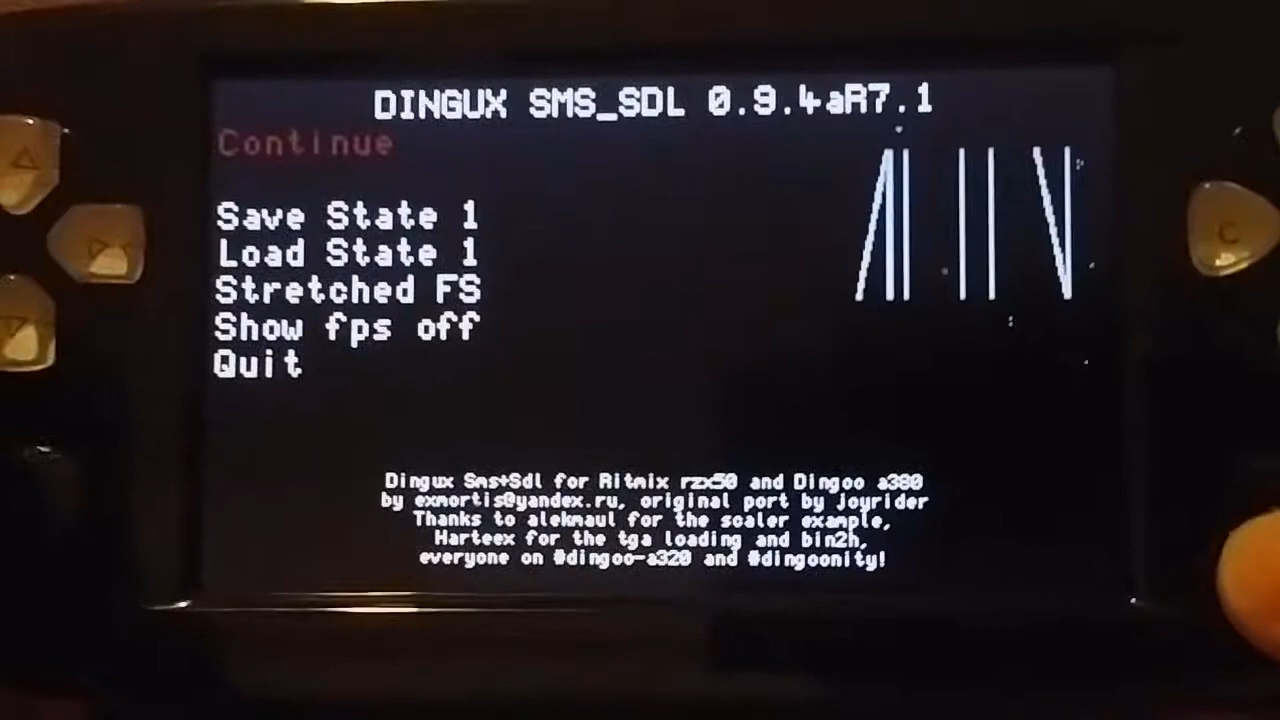 DINGUX SMS_SDL 0.9.4aR7.1
Continue
Save State 1
Load State 1
Stretched FS
Show fps off
Quit
Dingux Sms+Sdl for Ritmix rzx50 and Dingoo a380
by exmortis@yandex.ru, original port by joyrider
Thanks to alekmaul for the scaler example,
Harteex for the tga loading and bin2h,
everyone on #dingoo-a320 and #dingoonity!
C